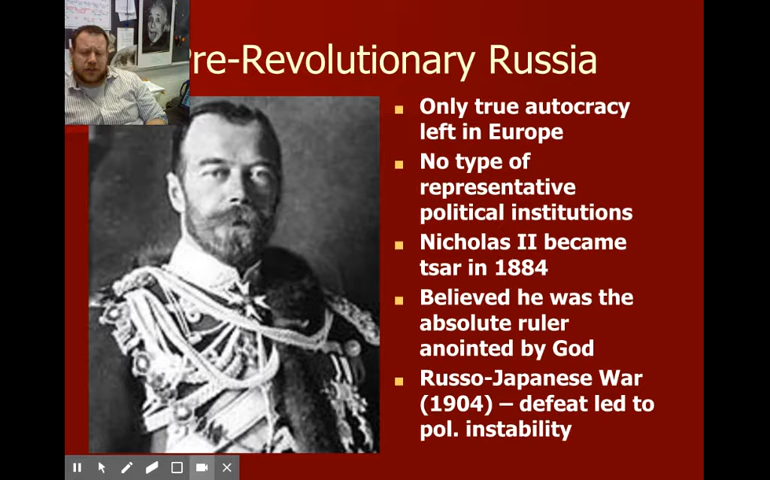 re-Revolutionary Russia
Only true autocracy
left in Europe
No type of
representative
political institutions
Nicholas II became
tsar in 1884
Believed he was the
absolute ruler
anointed by God
Russo-Japanese War
(1904) – defeat led to
pol. instability